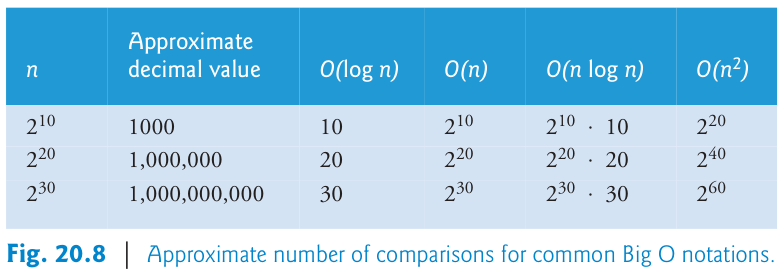 n Approximate decimal value O(log n) O(n) O(n log n) O(n²)
2¹⁰ 1000 10 2¹⁰ 2¹⁰ · 10 2²⁰
2²⁰ 1,000,000 20 2²⁰ 2²⁰ · 20 2⁴⁰
2³⁰ 1,000,000,000 30 2³⁰ 2³⁰ · 30 2⁶⁰
Fig. 20.8 | Approximate number of comparisons for common Big O notations.